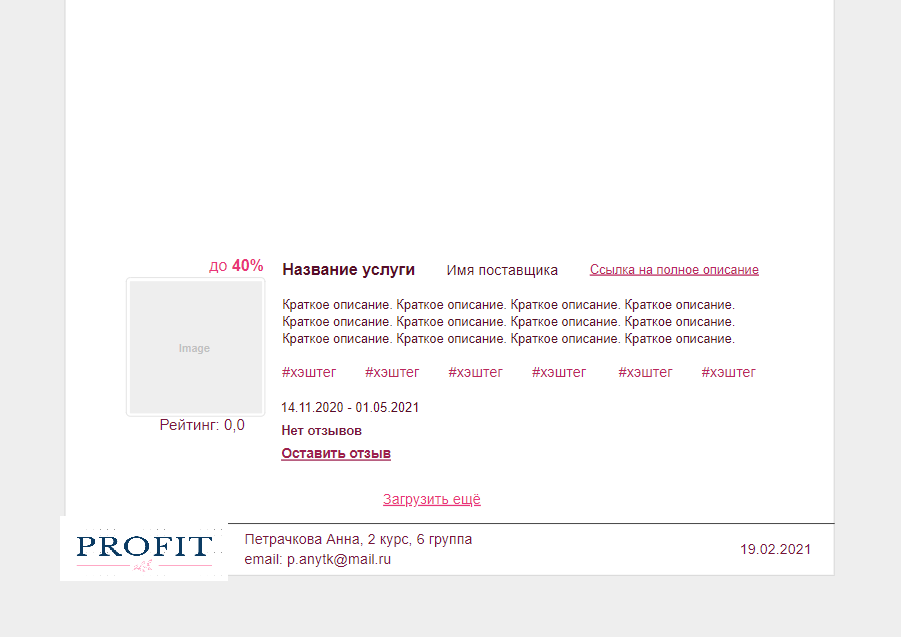 до 40%
Название услуги Имя поставщика Ссылка на полное описание
Краткое описание. Краткое описание. Краткое описание. Краткое описание.
Краткое описание. Краткое описание. Краткое описание. Краткое описание.
Краткое описание. Краткое описание. Краткое описание. Краткое описание.
Image
#хэштег #хэштег #хэштег #хэштег #хэштег #хэштег
14.11.2020 - 01.05.2021
Рейтинг: 0,0
Нет отзывов
Оставить отзыв
Загрузить ещё
PROFIT
Петрачкова Анна, 2 курс, 6 группа
email: p.anytk@mail.ru
19.02.2021